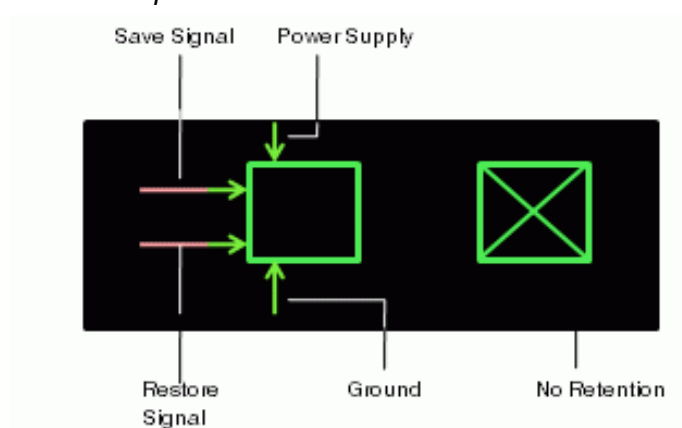 Save Signal
Power Supply
Restore
Signal
Ground
No Retention